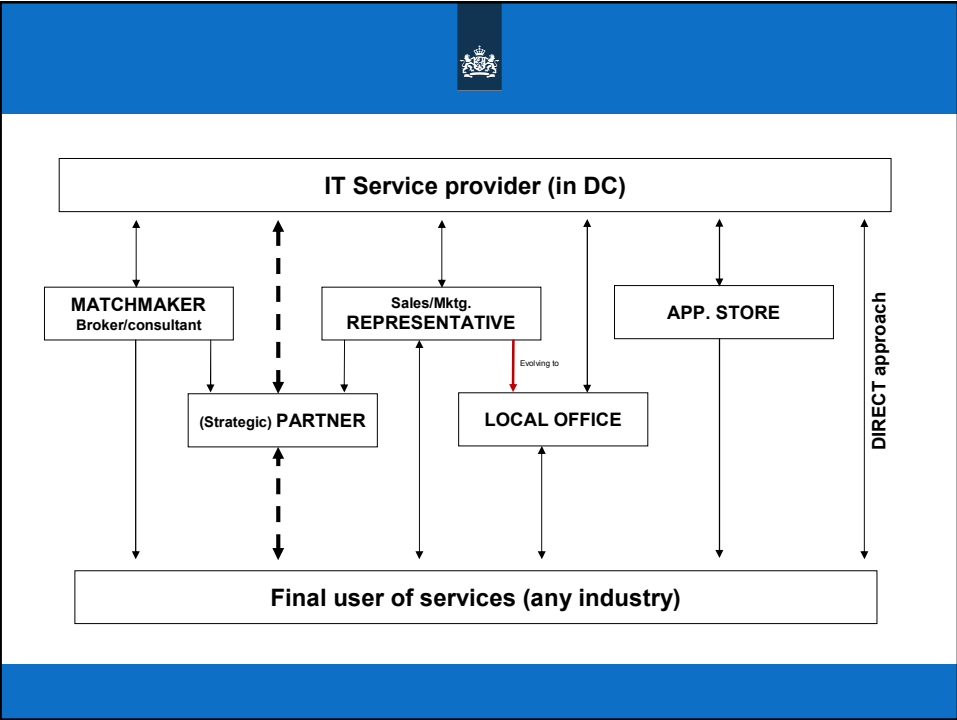 IT Service provider (in DC)
MATCHMAKER
Broker/consultant
Sales/Mktg.
REPRESENTATIVE
APP. STORE
Evolving to
(Strategic) PARTNER
LOCAL OFFICE
DIRECT approach
Final user of services (any industry)